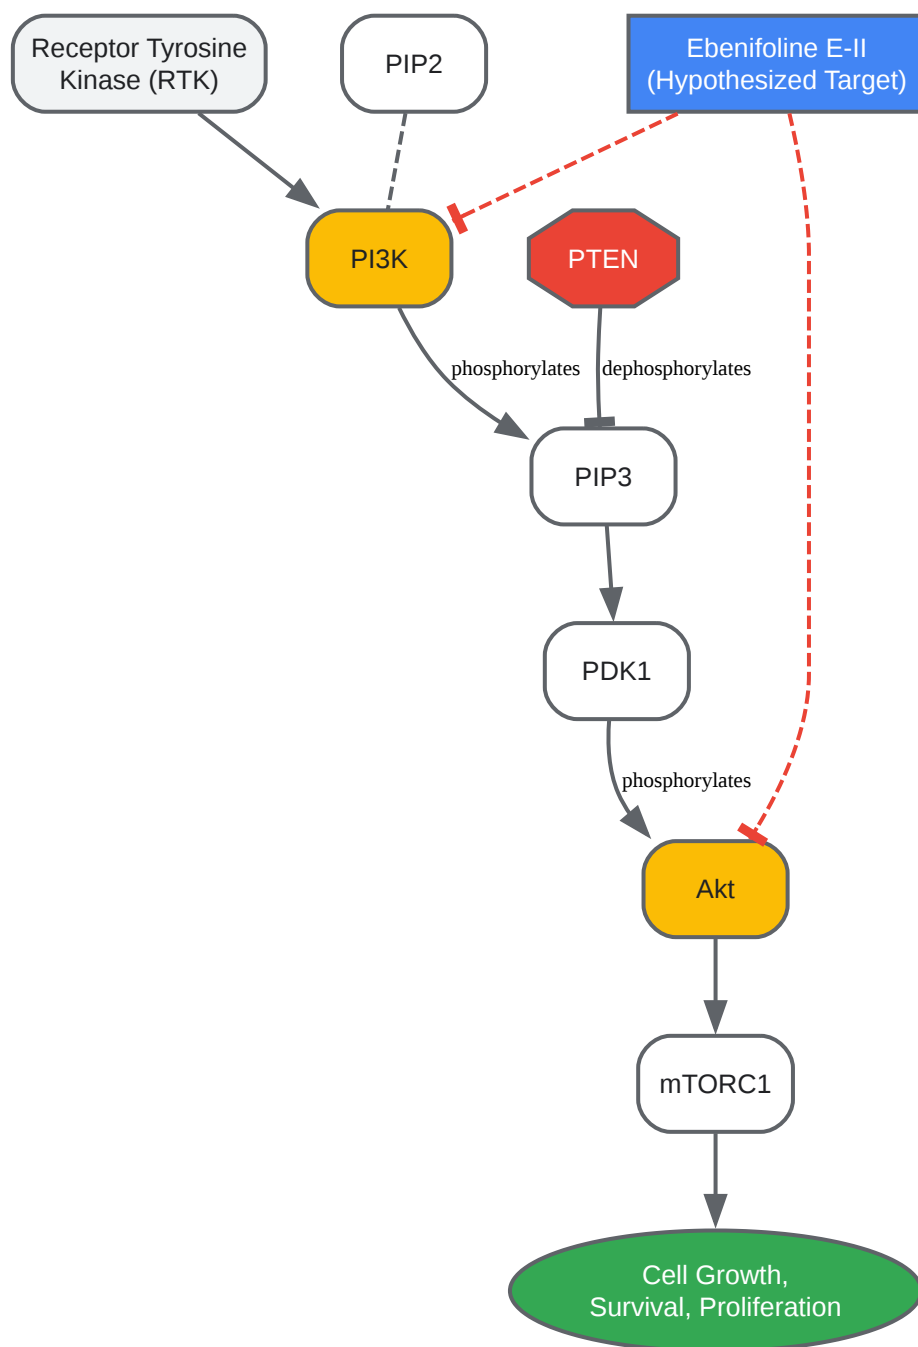 Receptor Tyrosine
Kinase (RTK)
PIP2
Ebenifoline E-II
(Hypothesized Target)
PI3K
PTEN
phosphorylates
dephosphorylates
PIP3
PDK1
phosphorylates
Akt
mTORC1
Cell Growth,
Survival, Proliferation